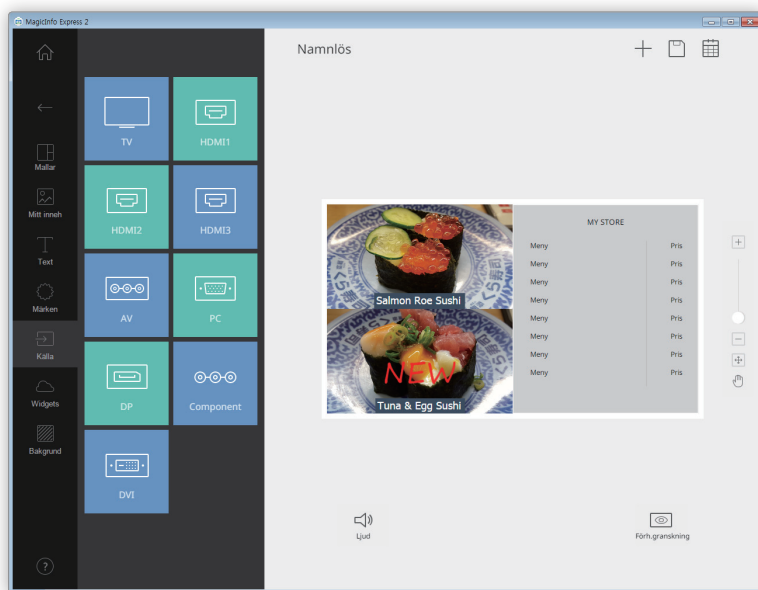 MagicInfo Express 2
Namnlös
Mallar
Mitt inneh
Text
Märken
Källa
Widgets
Bakgrund
?
TV
HDMI1
HDMI2
HDMI3
AV
PC
DP
Component
DVI
Salmon Roe Sushi
NEW
Tuna & Egg Sushi
MY STORE
Meny Pris
Meny Pris
Meny Pris
Meny Pris
Meny Pris
Meny Pris
Meny Pris
Meny Pris
Ljud
Förh.granskning